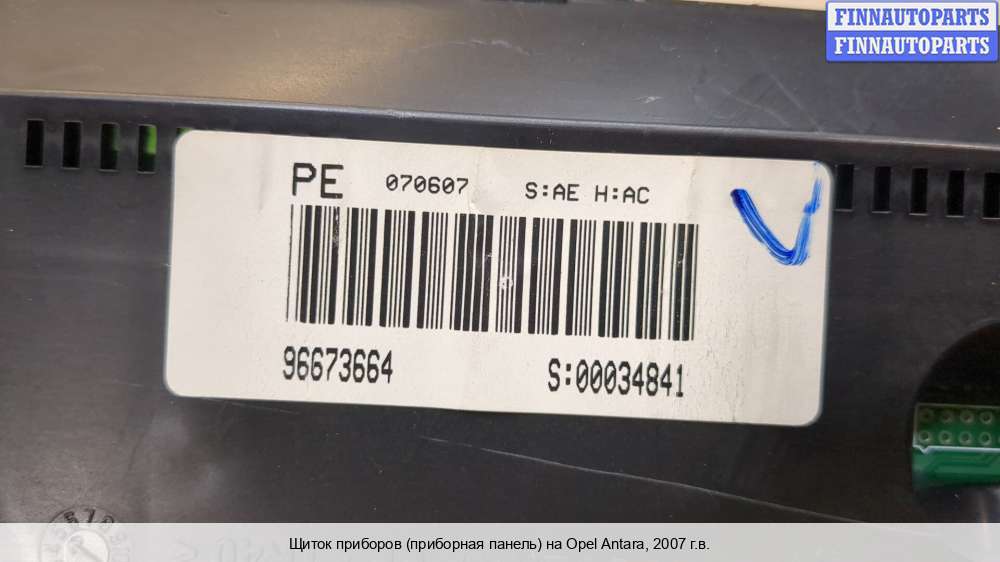 FINNAUTOPARTS
FINNAUTOPARTS
PE 070607 S:AE H:AC
96673664 S:00034841
Щиток приборов (приборная панель) на Opel Antara, 2007 г.в.